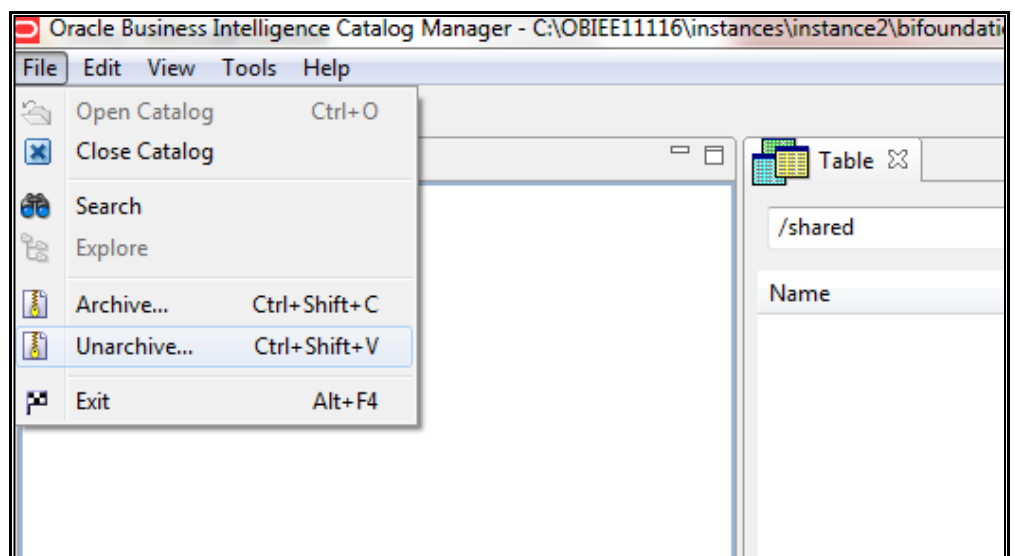 Oracle Business Intelligence Catalog Manager - C:\OBIEE11116\instances\instance2\bifoundati
File Edit View Tools Help
Open Catalog Ctrl+O
Close Catalog
Search
Explore
Archive... Ctrl+Shift+C
Unarchive... Ctrl+Shift+V
Exit Alt+F4
Table
/shared
Name